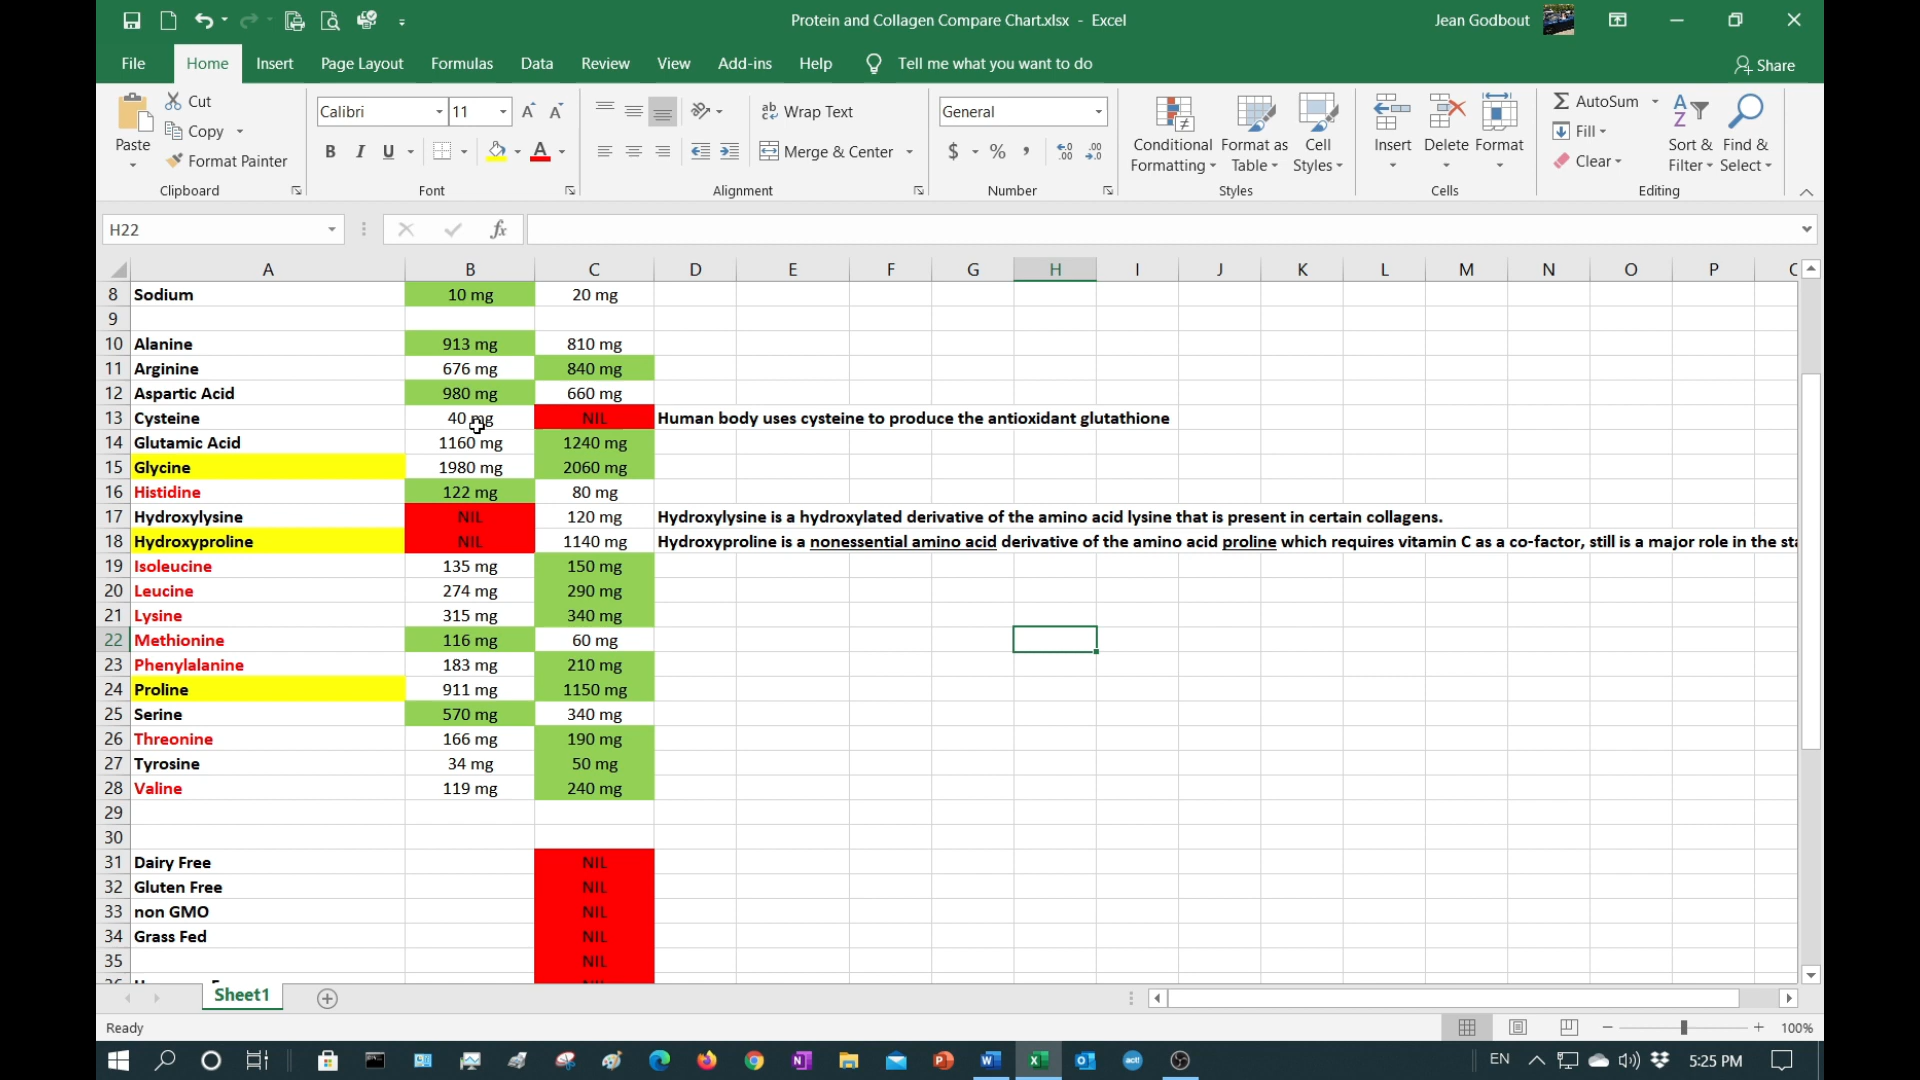 Protein and Collagen Compare Chart.xlsx - Excel
Jean Godbout
File Home Insert Page Layout Formulas Data Review View Add-ins Help Tell me what you want to do Share
Paste Cut Copy Format Painter Clipboard
Calibri 11 B I U A A Font
ab Wrap Text Merge & Center Alignment
General $ % , Number
Conditional Formatting Format as Table Cell Styles Styles
Insert Delete Format Cells
AutoSum Fill Clear Sort & Filter Find & Select Editing
H22 fx
A B C D E F G H I J K L M N O P
8 Sodium 10 mg 20 mg
9
10 Alanine 913 mg 810 mg
11 Arginine 676 mg 840 mg
12 Aspartic Acid 980 mg 660 mg
13 Cysteine 40 mg NIL Human body uses cysteine to produce the antioxidant glutathione
14 Glutamic Acid 1160 mg 1240 mg
15 Glycine 1980 mg 2060 mg
16 Histidine 122 mg 80 mg
17 Hydroxylysine NIL 120 mg Hydroxylysine is a hydroxylated derivative of the amino acid lysine that is present in certain collagens.
18 Hydroxyproline NIL 1140 mg Hydroxyproline is a nonessential amino acid derivative of the amino acid proline which requires vitamin C as a co-factor, still is a major role in the
19 Isoleucine 135 mg 150 mg
20 Leucine 274 mg 290 mg
21 Lysine 315 mg 340 mg
22 Methionine 116 mg 60 mg
23 Phenylalanine 183 mg 210 mg
24 Proline 911 mg 1150 mg
25 Serine 570 mg 340 mg
26 Threonine 166 mg 190 mg
27 Tyrosine 34 mg 50 mg
28 Valine 119 mg 240 mg
29
30
31 Dairy Free NIL
32 Gluten Free NIL
33 non GMO NIL
34 Grass Fed NIL
35 NIL
Sheet1
Ready 100%
EN 5:25 PM